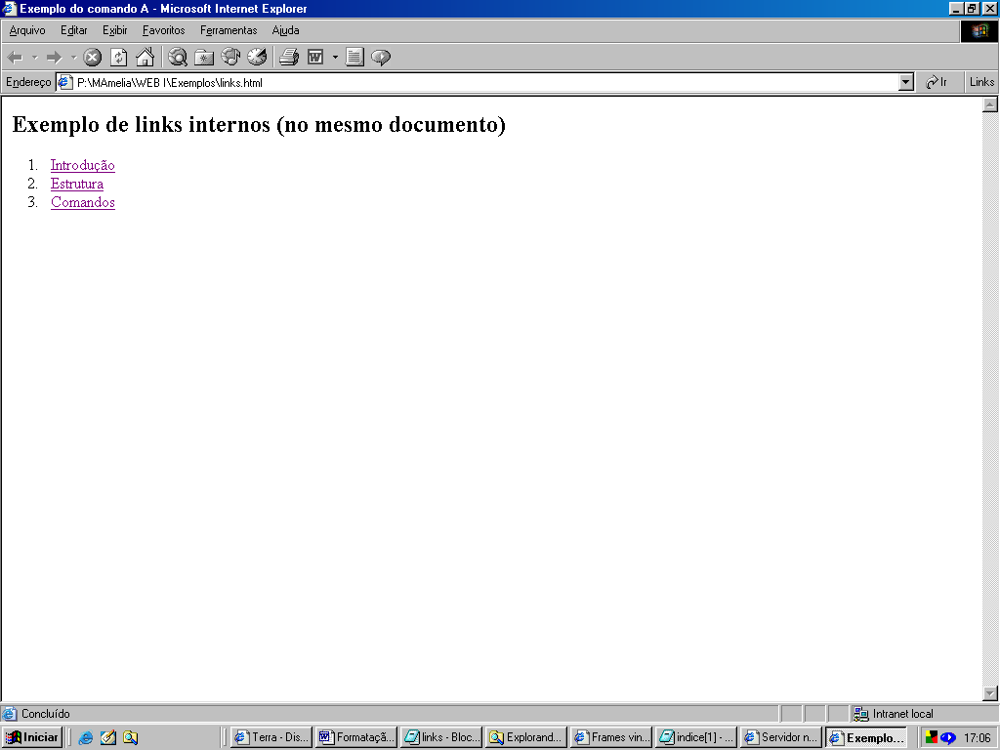 Exemplo do comando A - Microsoft Internet Explorer
Arquivo Editar Exibir Favoritos Ferramentas Ajuda
Endereço P:\MAmelia\WEB I\Exemplos\links.html Ir Links
Exemplo de links internos (no mesmo documento)
1. Introdução
2. Estrutura
3. Comandos
Concluído Intranet local
Iniciar Terra - Dis... Formataçã... links - Bloc... Explorand... Frames vin... indice[1] - ... Servidor n... Exemplo... 17:06